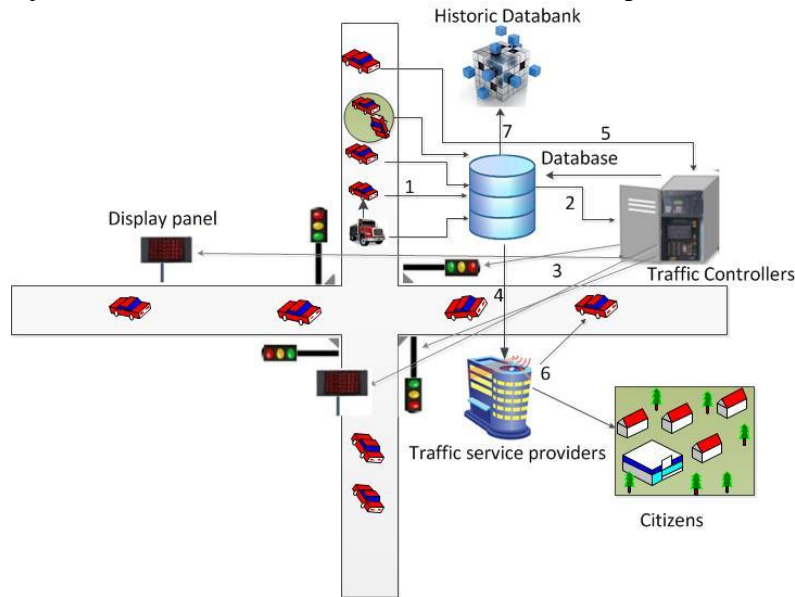 Historic Databank
7
5
Database
1
2
Display panel
3
Traffic Controllers
4
6
Traffic service providers
Citizens